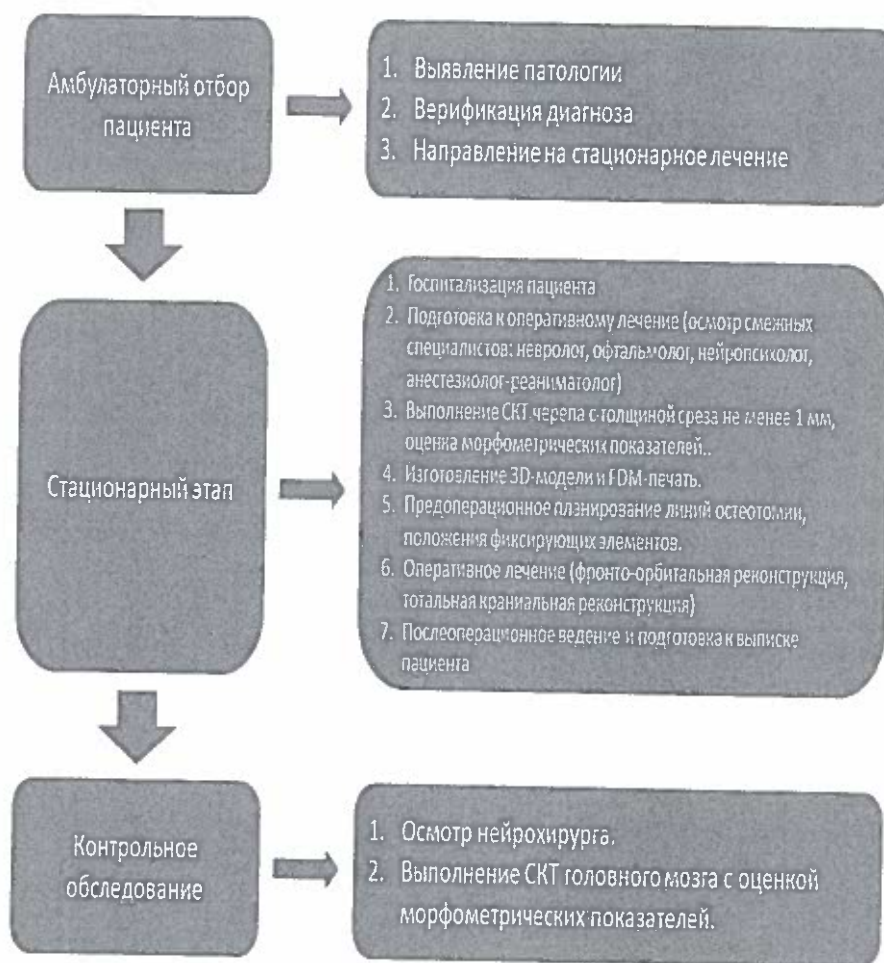 Амбулаторный отбор
пациента
1. Выявление патологии
2. Верификация диагноза
3. Направление на стационарное лечение
Стационарный этап
1. Госпитализация пациента
2. Подготовка к оперативному лечение (осмотр смежных
специалистов: невролог, офтальмолог, нейропсихолог,
анестезиолог-реаниматолог)
3. Выполнение СКТ черепа с толщиной среза не менее 1 мм,
оценка морфометрических показателей..
4. Изготовление 3D-модели и FDM-печать.
5. Предоперационное планирование линий остеотомии,
положения фиксирующих элементов.
6. Оперативное лечение (фронто-орбитальная реконструкция,
тотальная краниальная реконструкция)
7. Послеоперационное ведение и подготовка к выписке
пациента
Контрольное
обследование
1. Осмотр нейрохирурга.
2. Выполнение СКТ головного мозга с оценкой
морфометрических показателей.